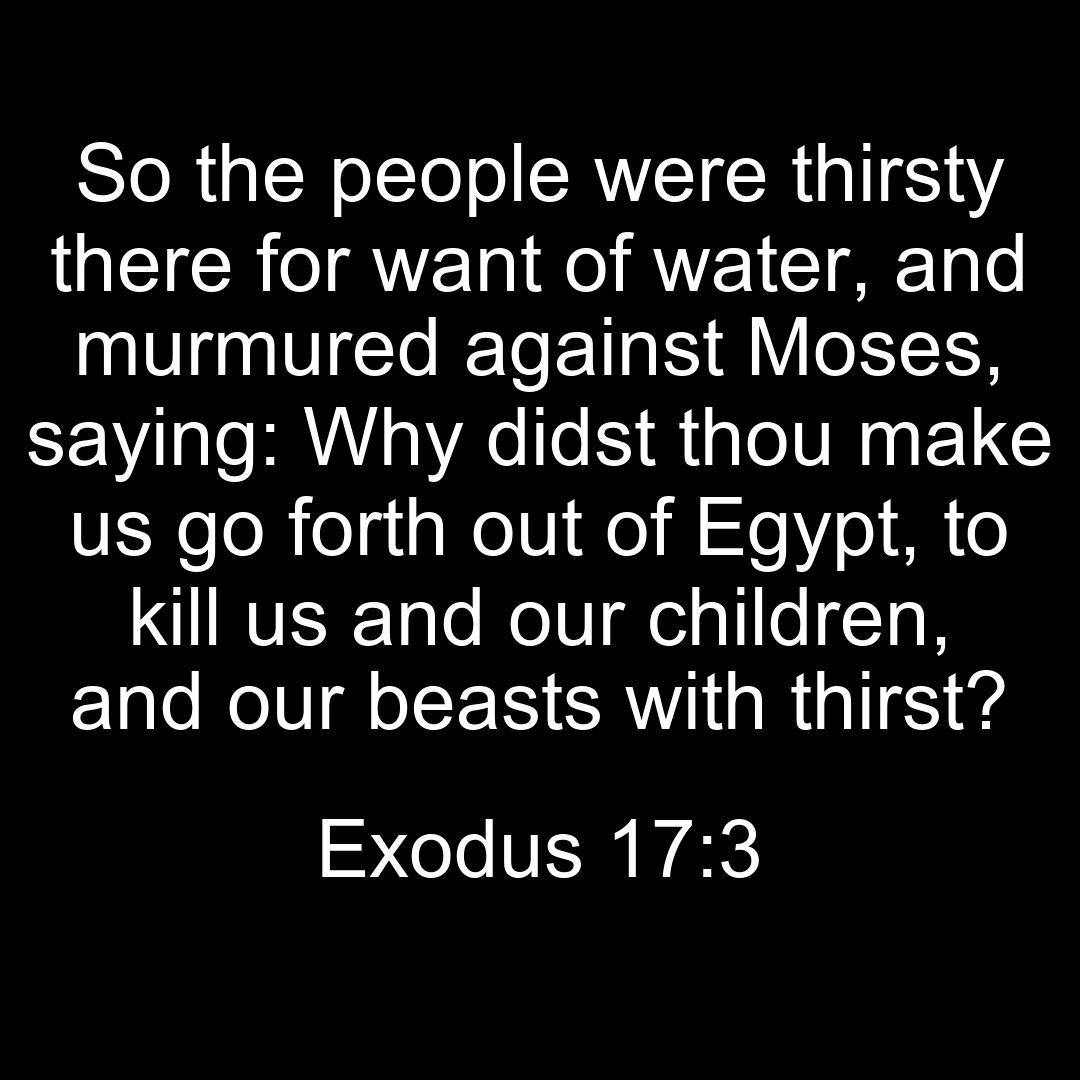 So the people were thirsty
there for want of water, and
murmured against Moses,
saying: Why didst thou make
us go forth out of Egypt, to
kill us and our children,
and our beasts with thirst?
Exodus 17:3